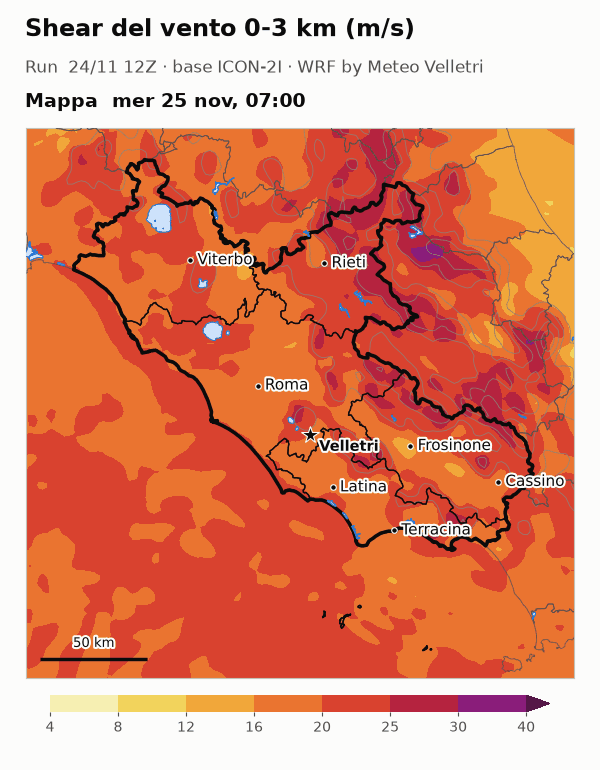 Shear del vento 0-3 km (m/s)
Run  24/11 12Z · base ICON-2I · WRF by Meteo Velletri
Mappa  mer 25 nov, 07:00
Viterbo
Rieti
Roma
Velletri
Frosinone
Latina
Cassino
Terracina
50 km
4 8 12 16 20 25 30 40